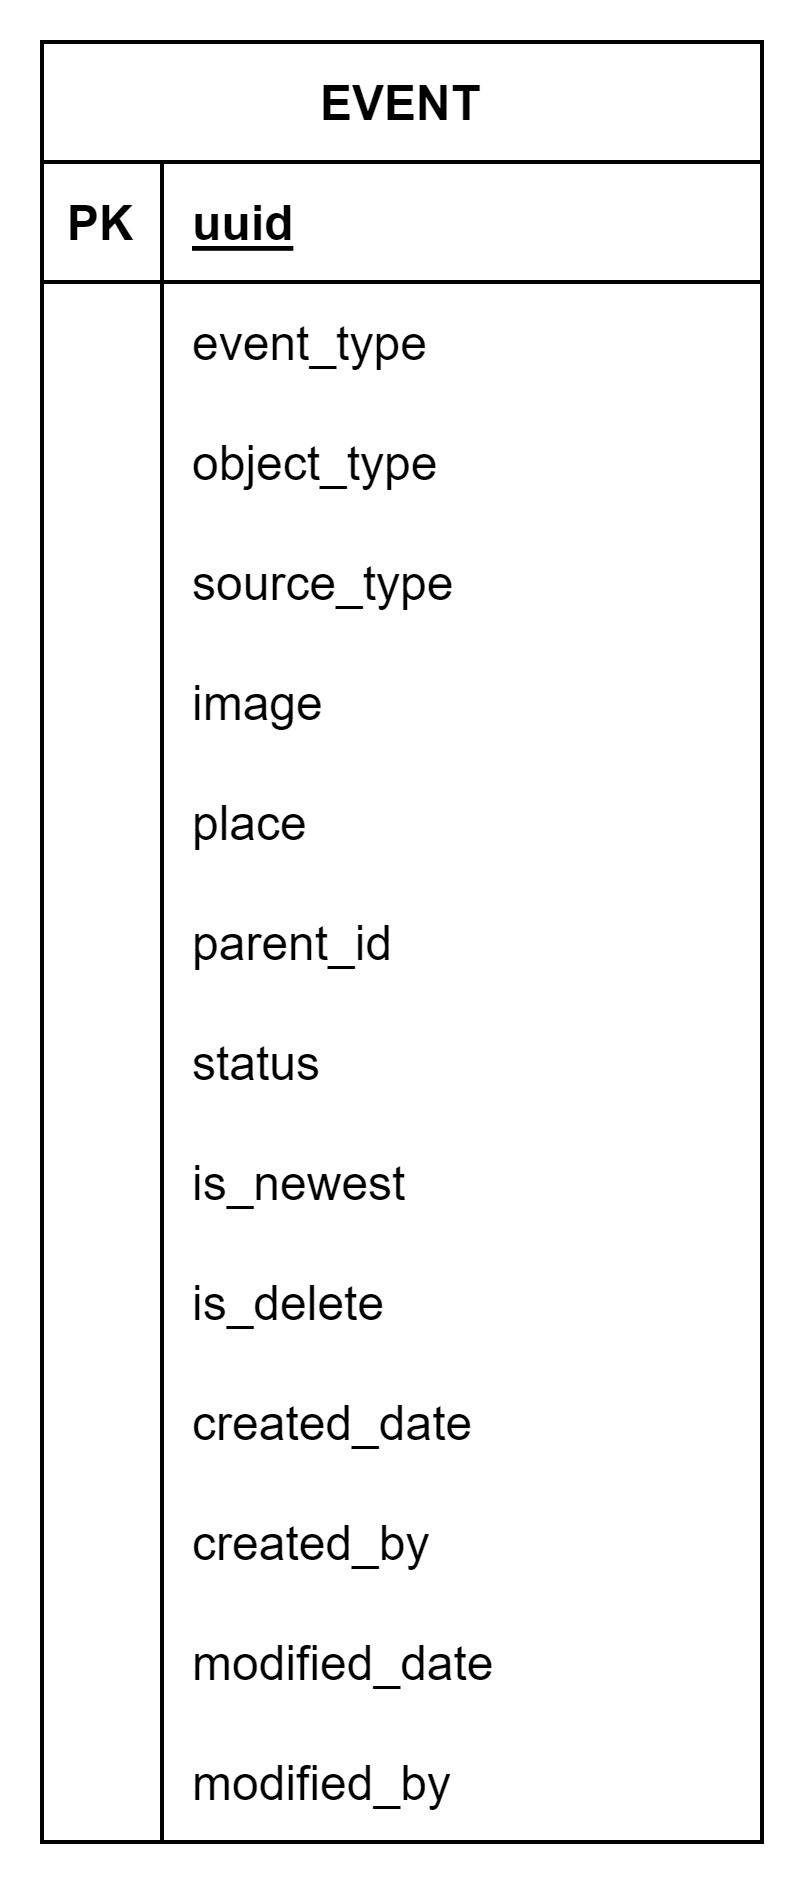 EVENT
PK uuid
event_type
object_type
source_type
image
place
parent_id
status
is_newest
is_delete
created_date
created_by
modified_date
modified_by